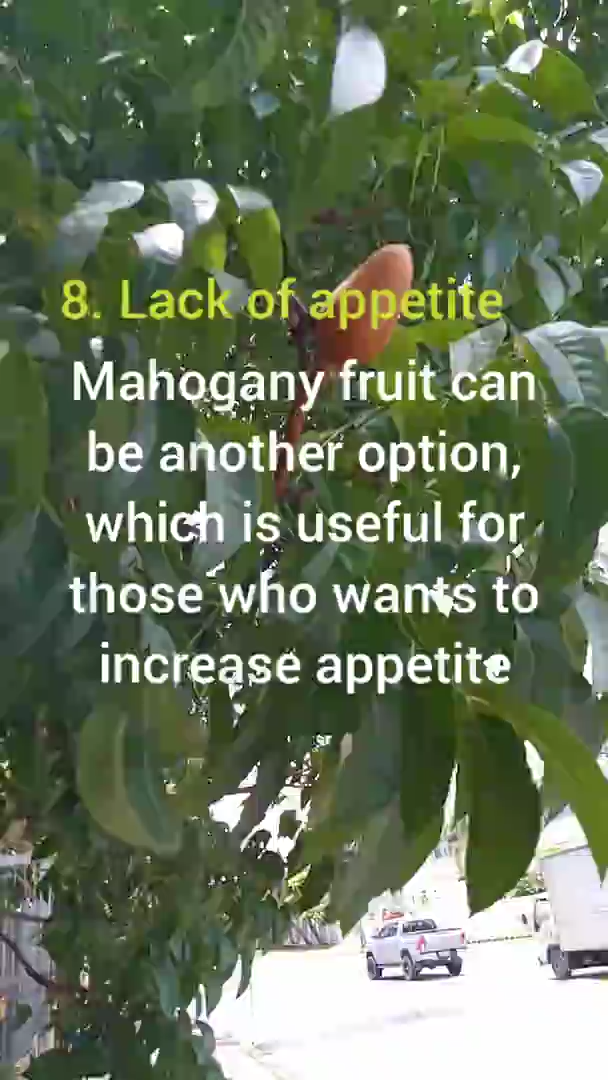 8. Lack of appetite
Mahogany fruit can
be another option,
which is useful for
those who wants to
increase appetite